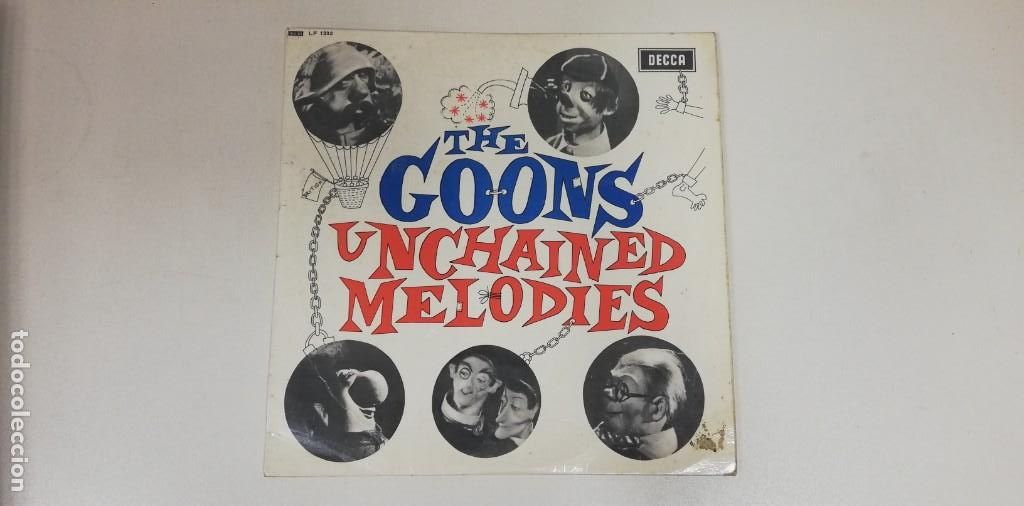 LF 1332
DECCA
THE
GOONS
UNCHAINED
MELODIES
todocoleccion